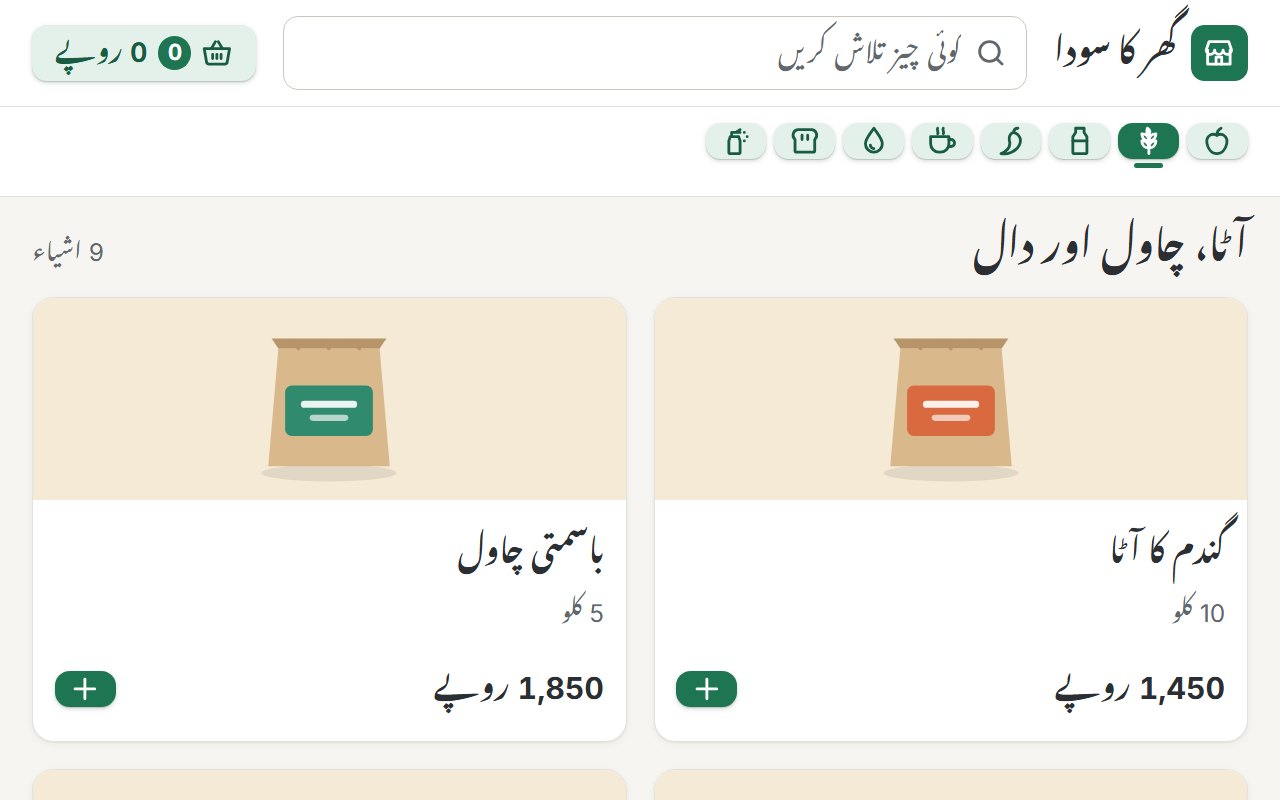 گھر کا سودا
کوئی چیز تلاش کریں
0 0 روپے
آٹا، چاول اور دال
9 اشیاء
گندم کا آٹا
10 کلو
1,450 روپے
باسمتی چاول
5 کلو
1,850 روپے